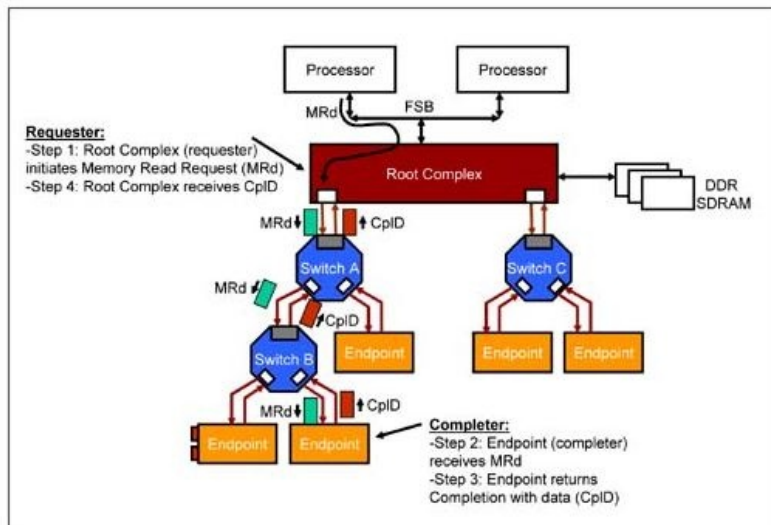 Processor
Processor
MRd
FSB
Requester:
-Step 1: Root Complex (requester)
initiates Memory Read Request (MRd)
-Step 4: Root Complex receives CplD
Root Complex
DDR
SDRAM
MRd
CplD
Switch A
Switch C
MRd
CplD
Endpoint
Endpoint
Endpoint
Switch B
MRd
CplD
Endpoint
Endpoint
Completer:
-Step 2: Endpoint (completer)
receives MRd
-Step 3: Endpoint returns
Completion with data (CplD)